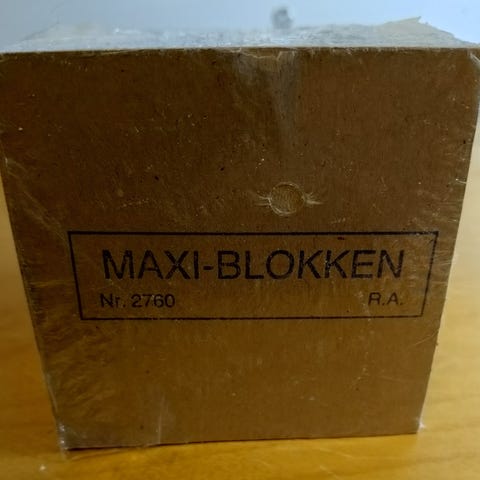 MAXI-BLOKKEN
Nr. 2760 R.A.